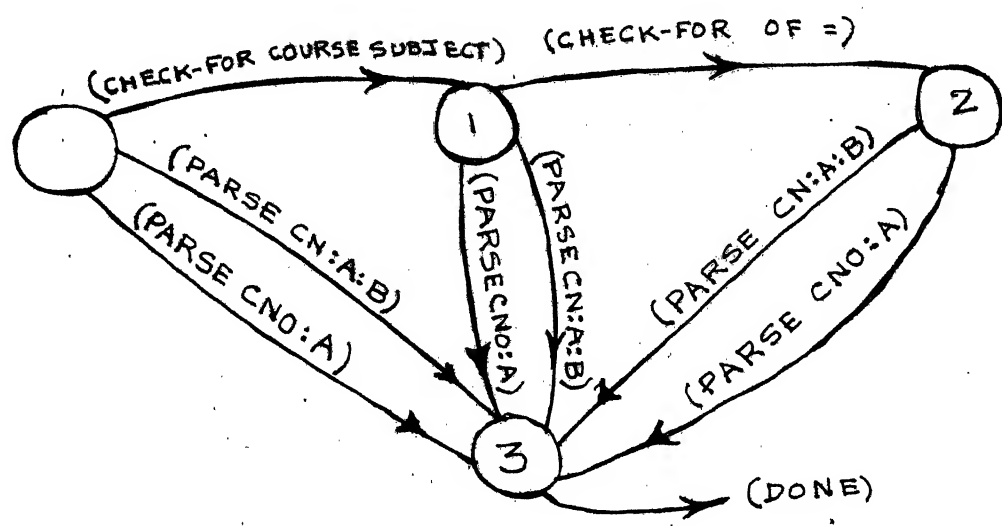 (CHECK-FOR COURSE SUBJECT)
(CHECK-FOR OF =)
1
2
(PARSE CN:A:B)
(PARSE CNO:A)
(PARSE CNO:A)
(PARSE CN:A:B)
(PARSE CN:A:B)
(PARSE CNO:A)
3
(DONE)